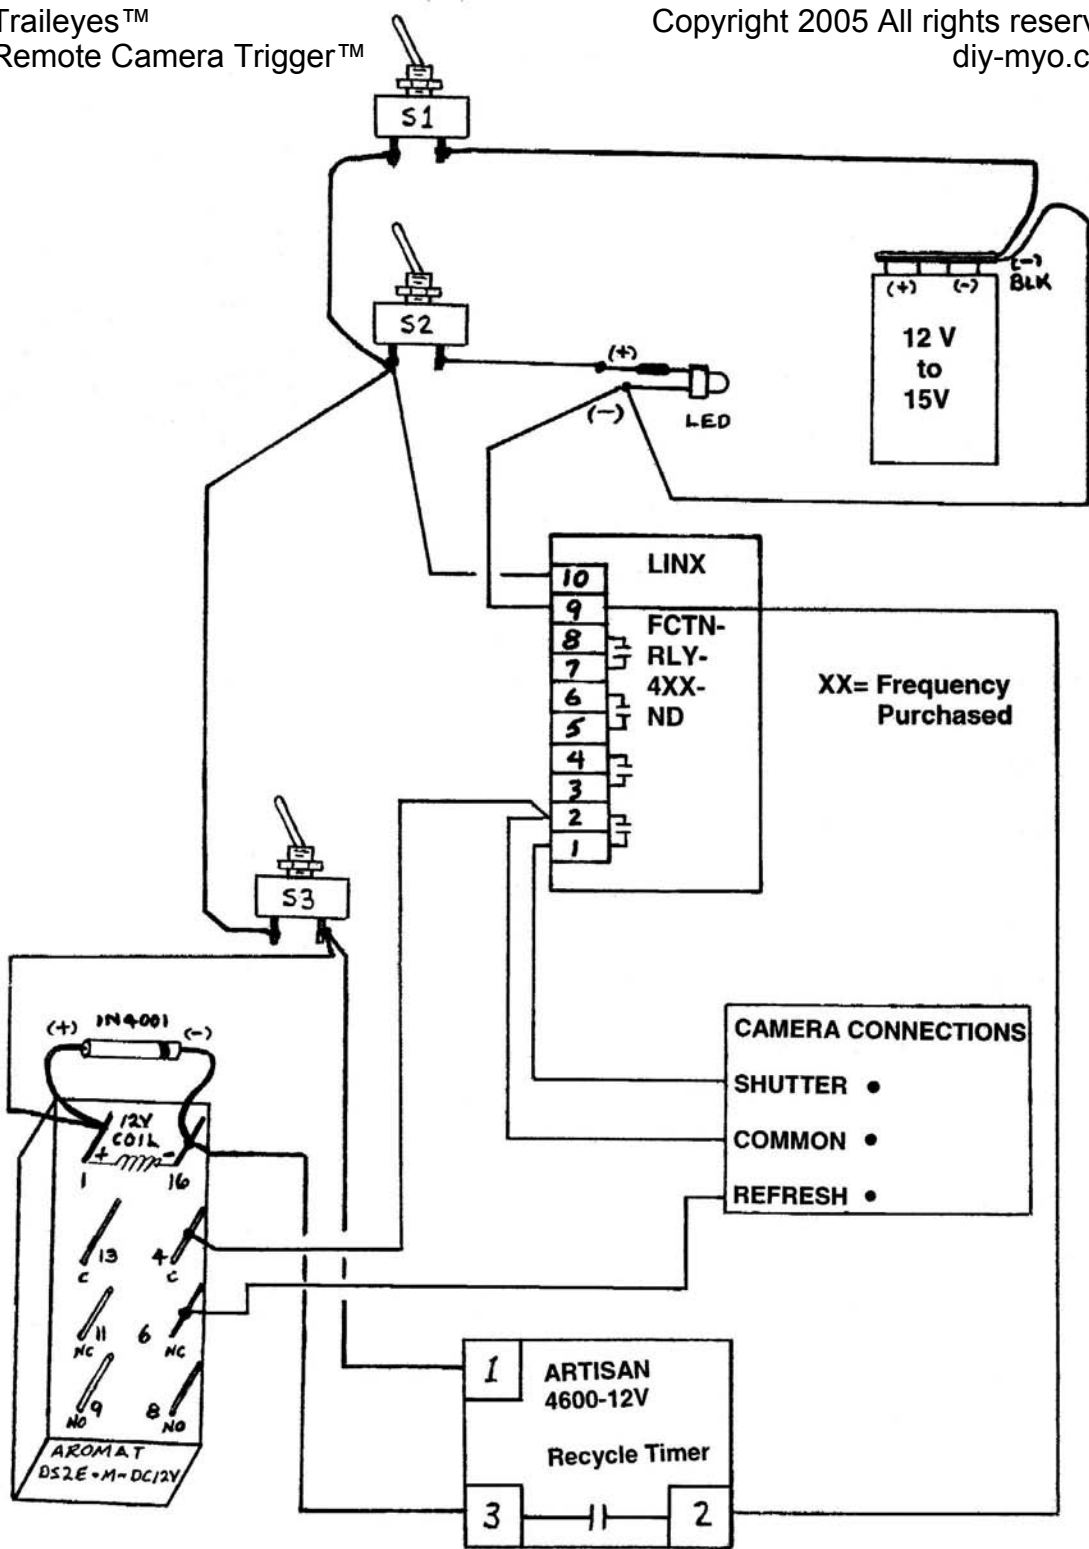 Traileyes™
Remote Camera Trigger™
Copyright 2005 All rights reserv
diy-myo.c
S1
S2
(+)
(-)
LED
(+)
(-)
(-)
BLK
12 V
to
15V
LINX
10
9
8
7
6
5
4
3
2
1
FCTN-
RLY-
4XX-
ND
XX= Frequency
Purchased
S3
(+) 1N4001 (-)
12V
COIL
+ -
1 16
13 4
C C
11 6
NC NC
9 8
NO NO
AROMAT
DS2E-M-DC12V
CAMERA CONNECTIONS
SHUTTER •
COMMON •
REFRESH •
1
ARTISAN
4600-12V
Recycle Timer
3 2